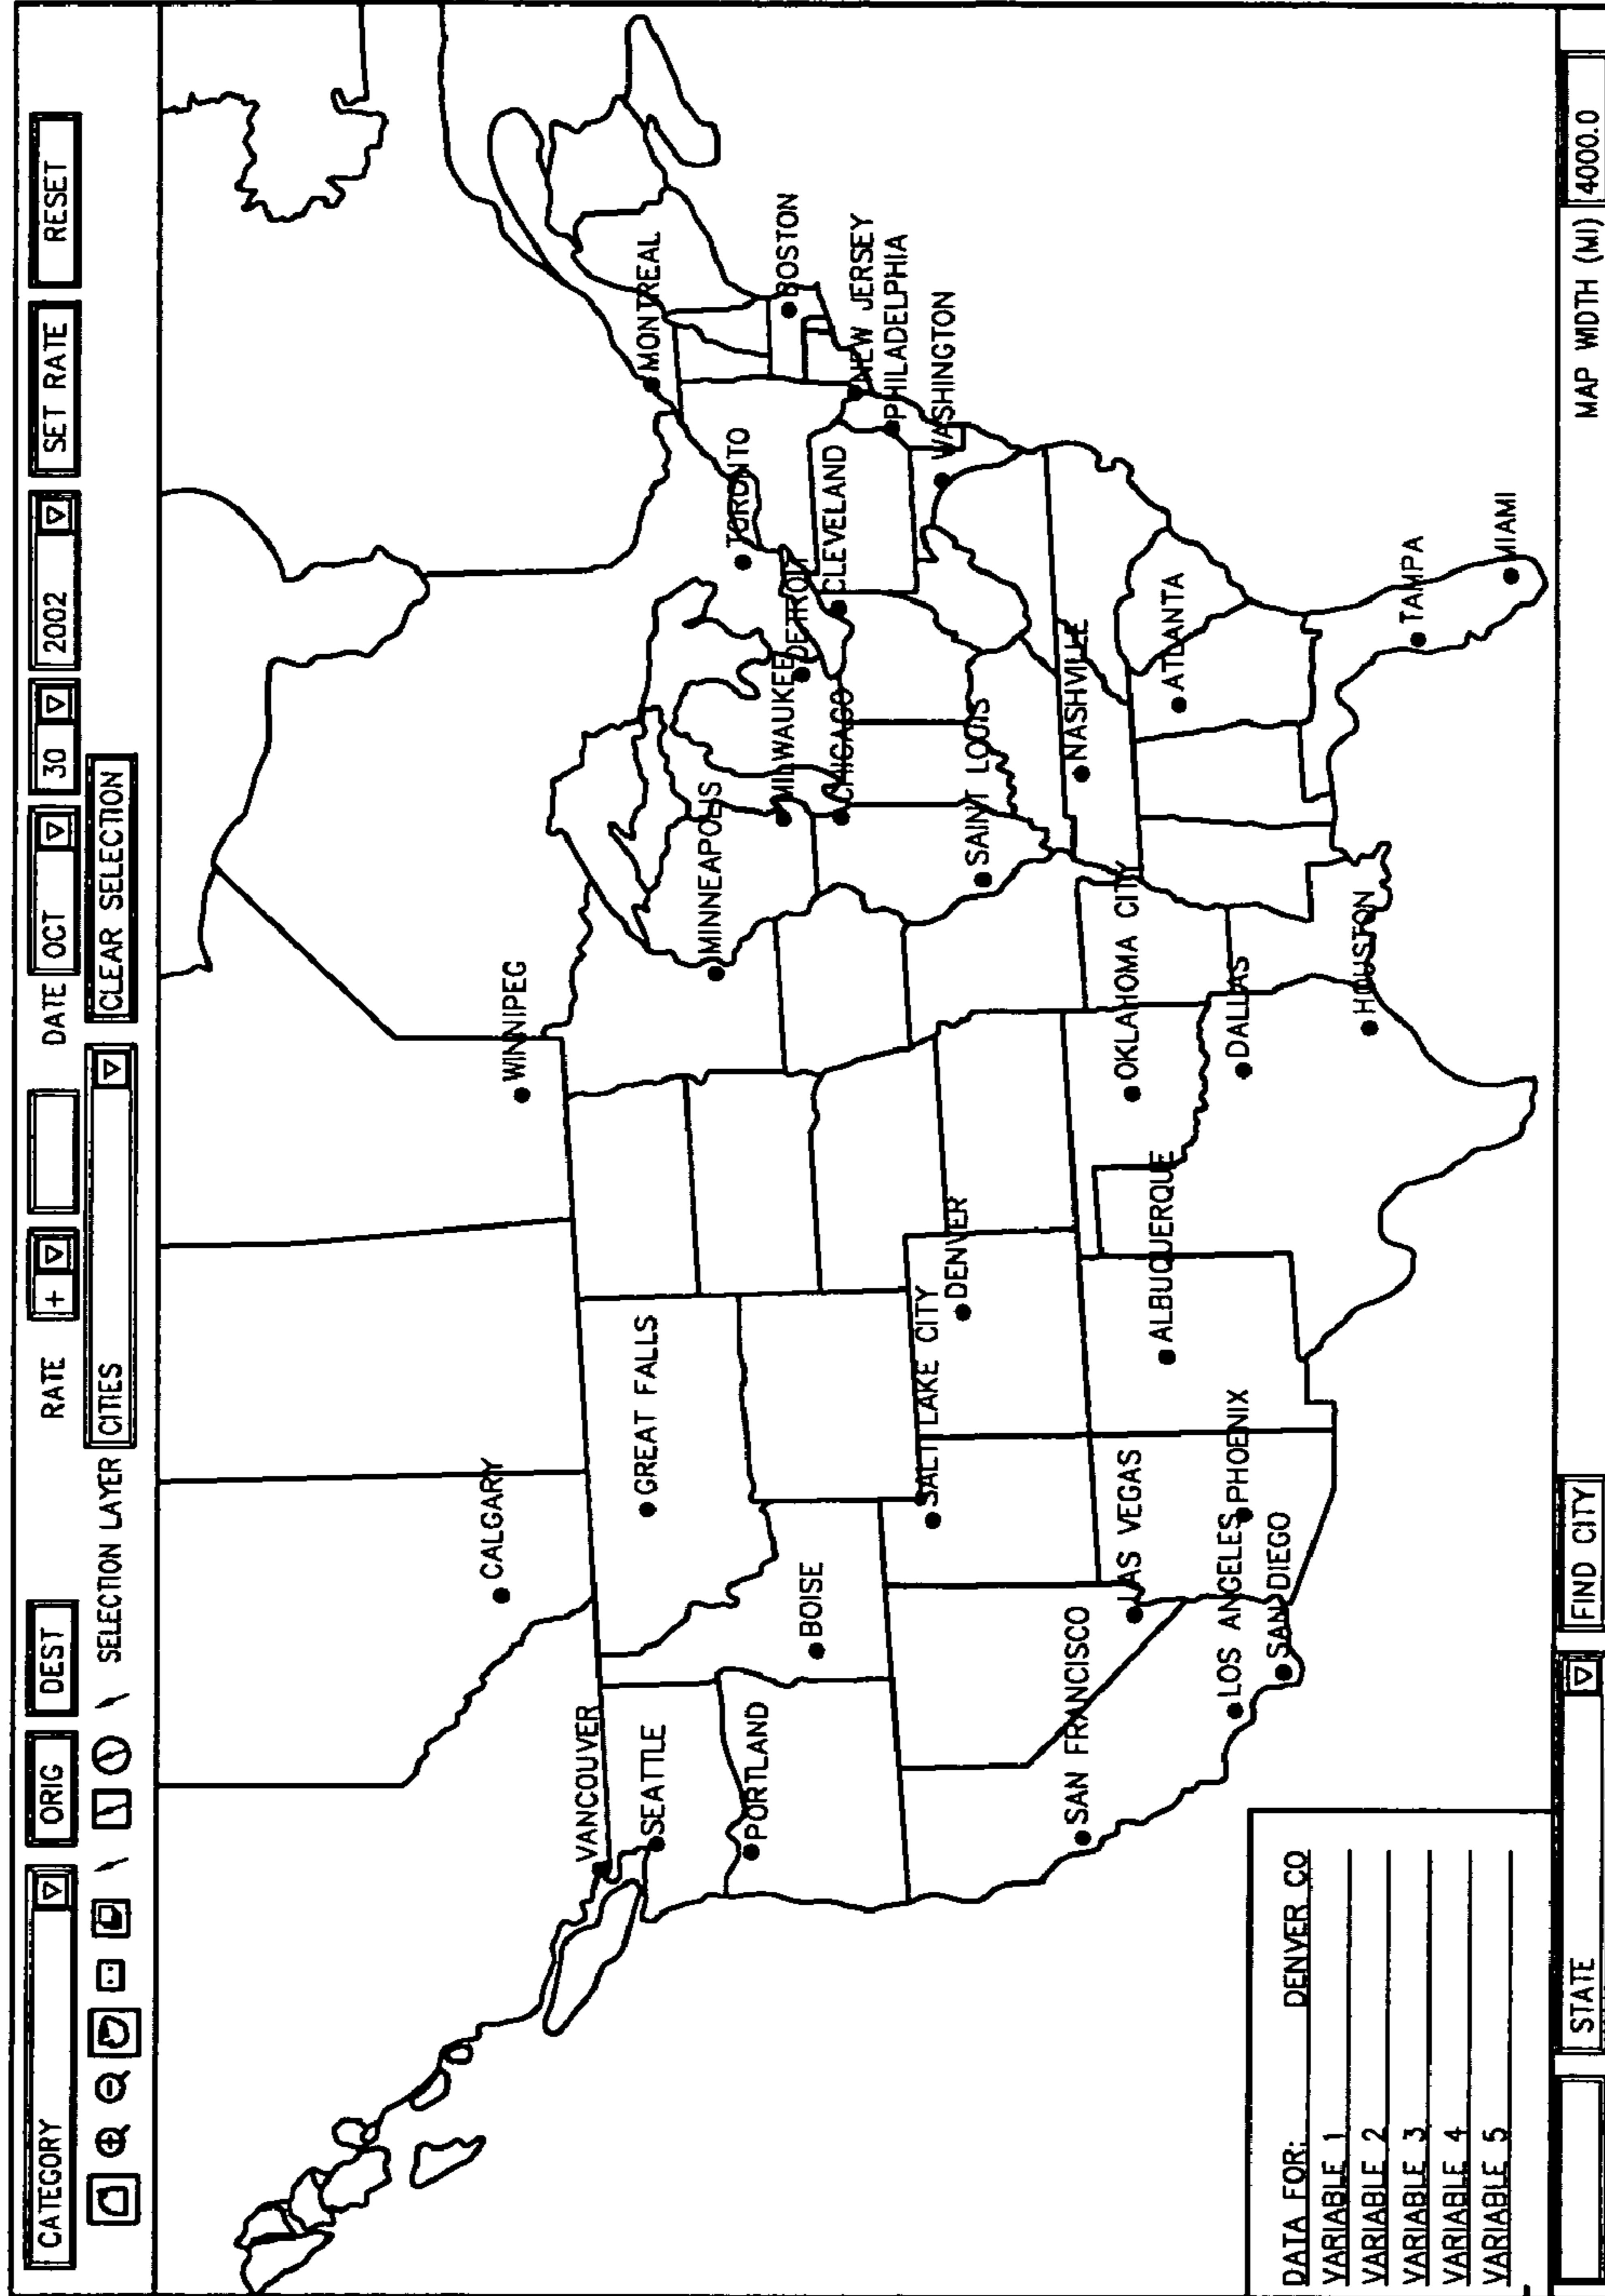 CATEGORY ORIG DEST RATE + DATE OCT 30 2002 SET RATE RESET
SELECTION LAYER CITIES CLEAR SELECTION
WINNIPEG
CALGARY
VANCOUVER
GREAT FALLS
MONTREAL
SEATTLE
MINNEAPOLIS
TORONTO
PORTLAND
BOISE
MILWAUKEE
DETROIT
BOSTON
CHICAGO
CLEVELAND
NEW JERSEY
PHILADELPHIA
SALT LAKE CITY
DENVER
SAINT LOUIS
WASHINGTON
SAN FRANCISCO
LAS VEGAS
NASHVILLE
ALBUQUERQUE
OKLAHOMA CITY
ATLANTA
LOS ANGELES
PHOENIX
DALLAS
SAN DIEGO
HOUSTON
TAMPA
MIAMI
DATA FOR: DENVER CO
VARIABLE 1
VARIABLE 2
VARIABLE 3
VARIABLE 4
VARIABLE 5
STATE FIND CITY MAP WIDTH (MI) 4000.0